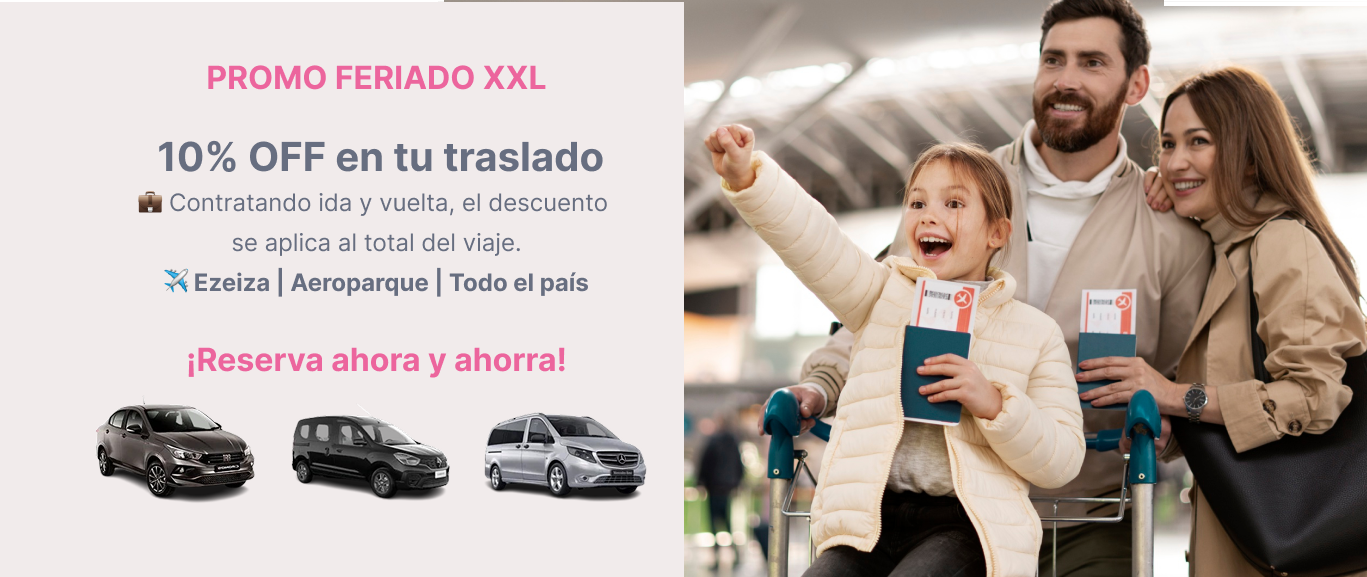 PROMO FERIADO XXL
10% OFF en tu traslado
💼 Contratando ida y vuelta, el descuento
se aplica al total del viaje.
✈️ Ezeiza | Aeroparque | Todo el país
¡Reserva ahora y ahorra!